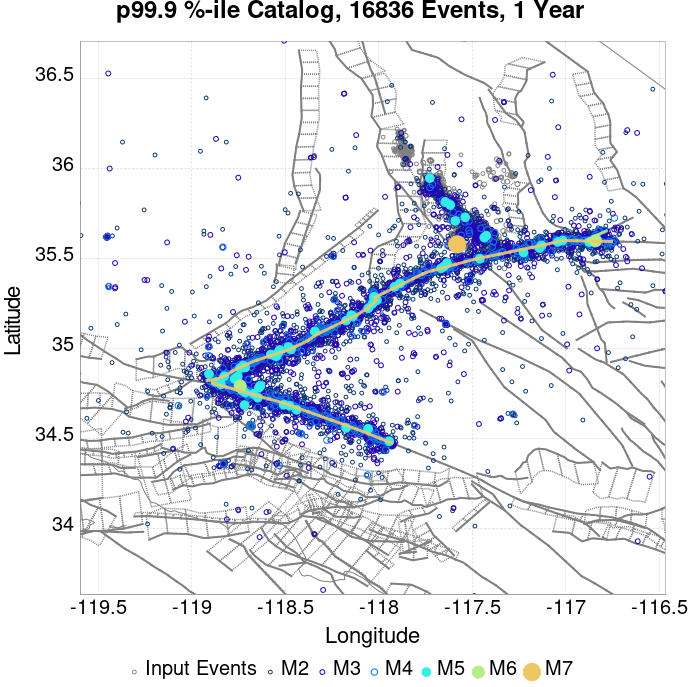 p99.9 %-ile Catalog, 16836 Events, 1 Year
36.5
36
35.5
35
34.5
34
Latitude
-119.5 -119 -118.5 -118 -117.5 -117 -116.5
Longitude
Input Events M2 M3 M4 M5 M6 M7